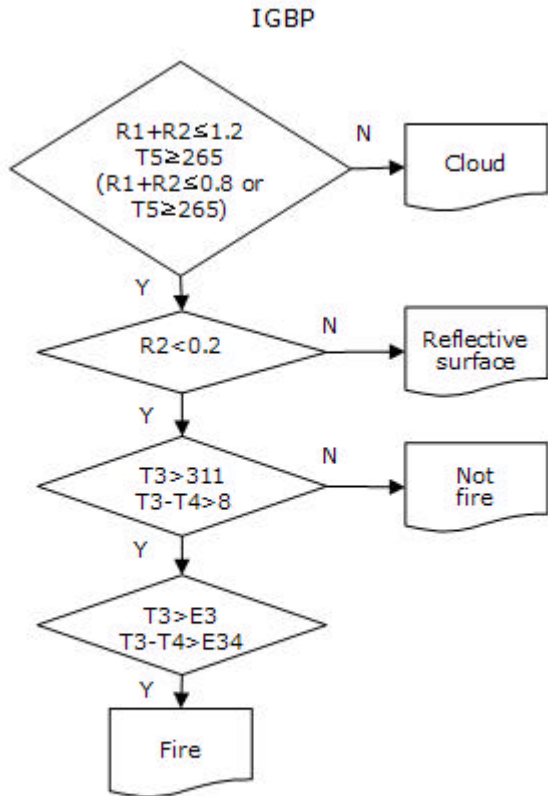 IGBP
R1+R2≤1.2
T5≥265
(R1+R2≤0.8 or
T5≥265)
N
Cloud
Y
R2<0.2
N
Reflective
surface
Y
T3>311
T3-T4>8
N
Not
fire
Y
T3>E3
T3-T4>E34
Y
Fire